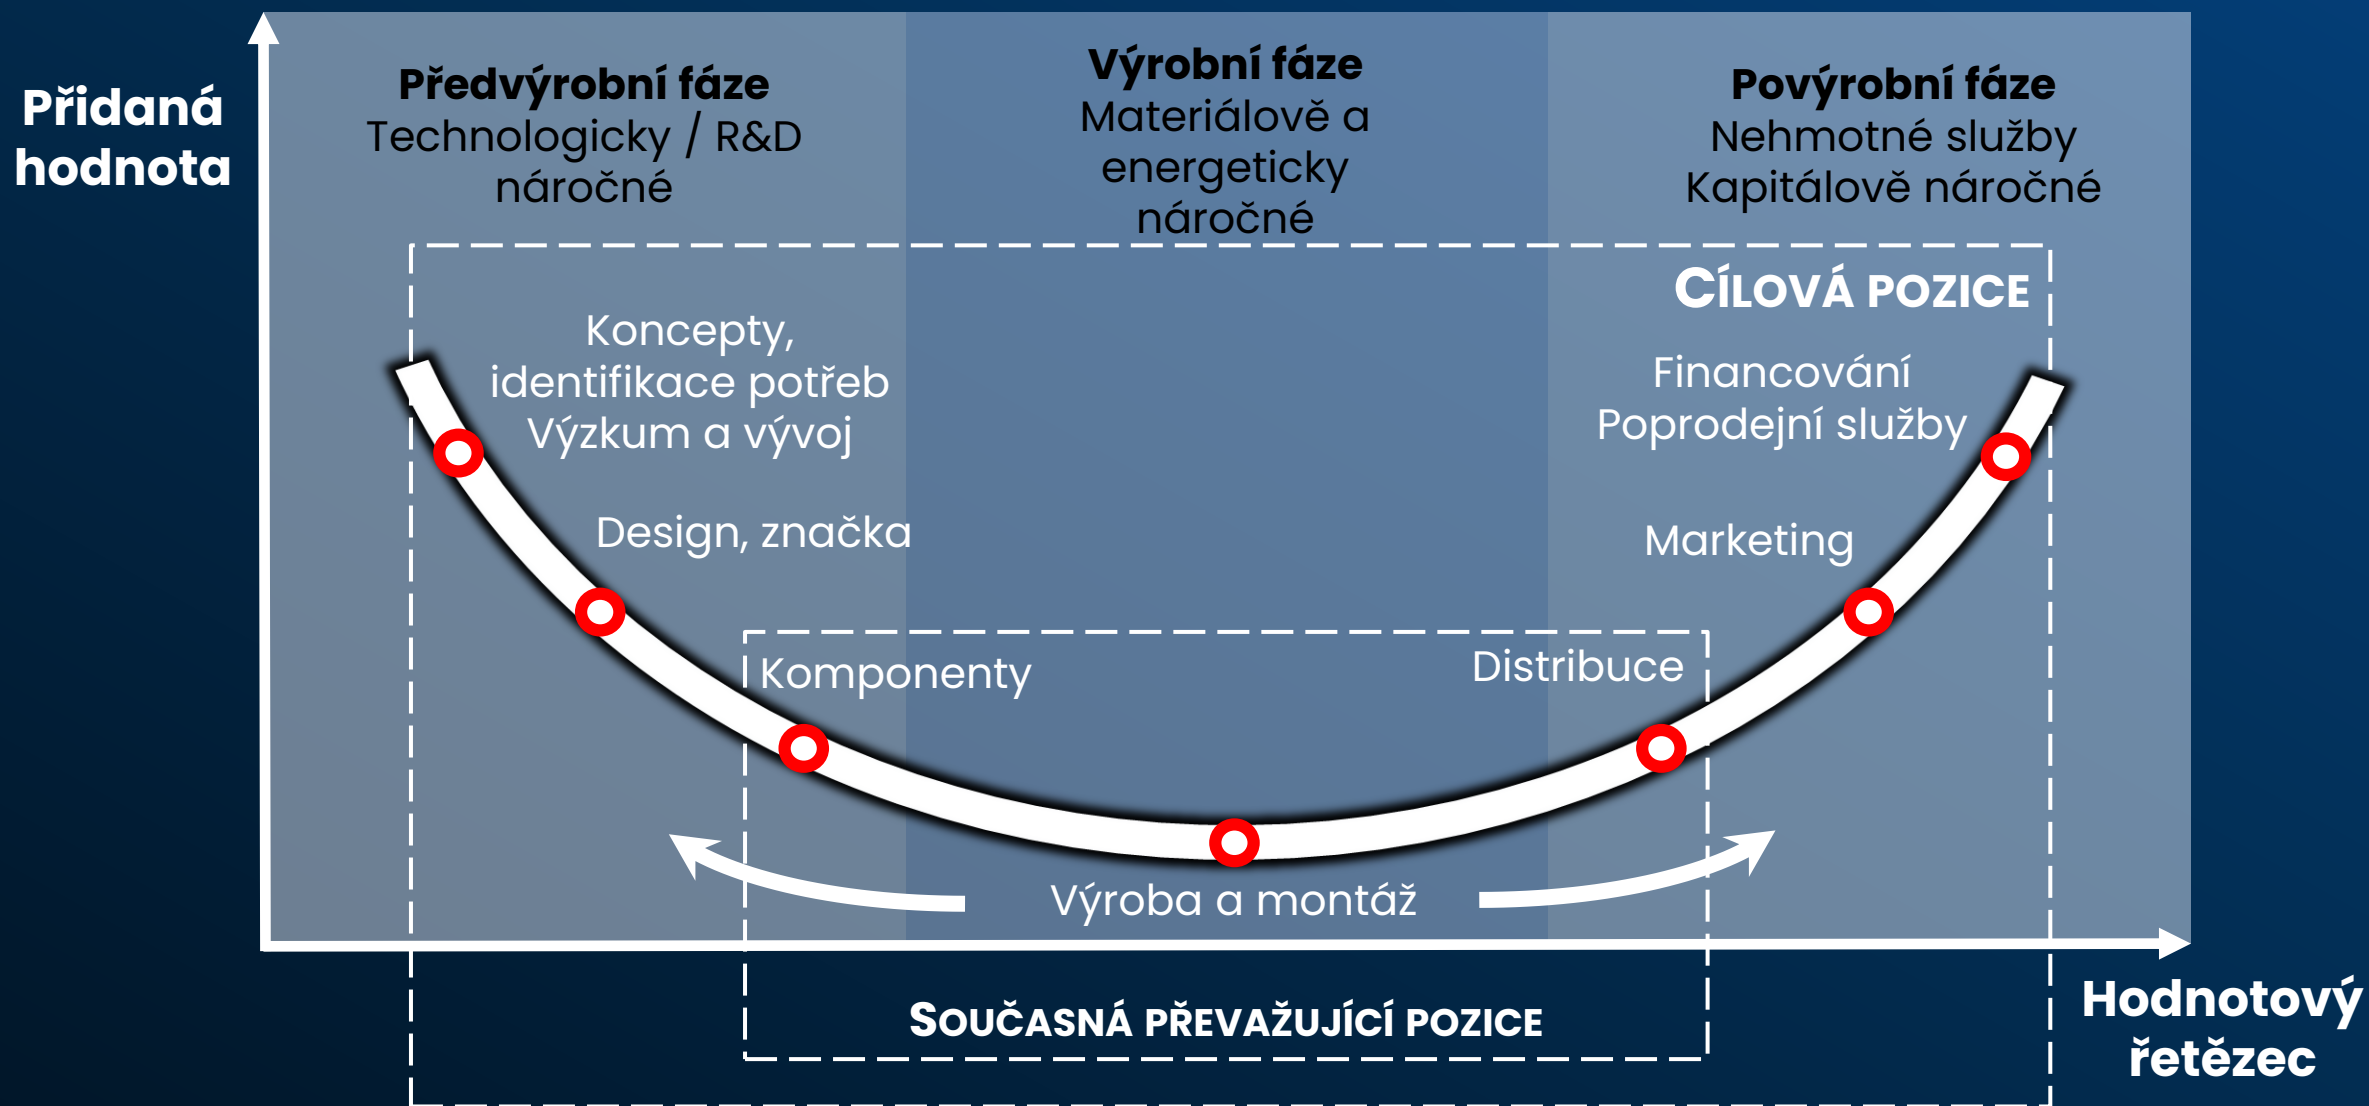 Přidaná
hodnota
Předvýrobní fáze
Technologicky / R&D
náročné
Výrobní fáze
Materiálově a
energeticky
náročné
Povýrobní fáze
Nehmotné služby
Kapitálově náročné
CÍLOVÁ POZICE
Koncepty,
identifikace potřeb
Výzkum a vývoj
Financování
Poprodejní služby
Design, značka
Marketing
Komponenty
Distribuce
Výroba a montáž
SOUČASNÁ PŘEVAŽUJÍCÍ POZICE
Hodnotový
řetězec